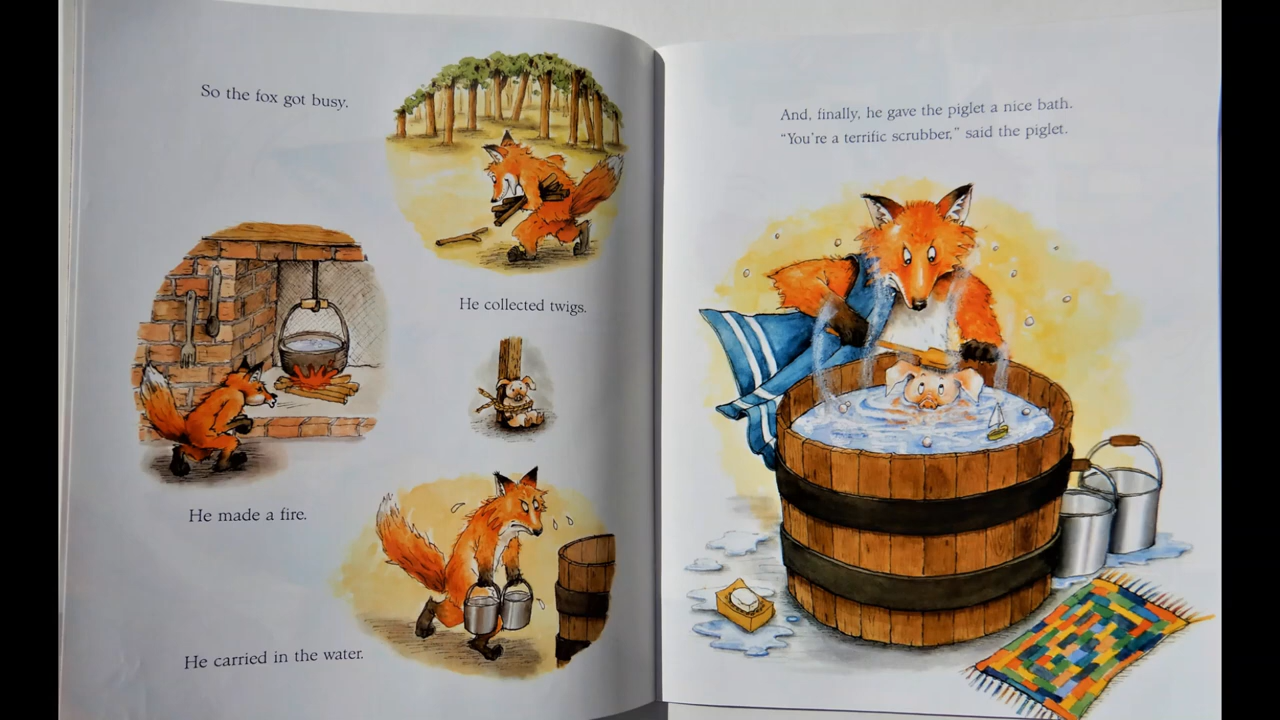 So the fox got busy.
He collected twigs.
He made a fire.
He carried in the water.
And, finally, he gave the piglet a nice bath.
“You’re a terrific scrubber,” said the piglet.